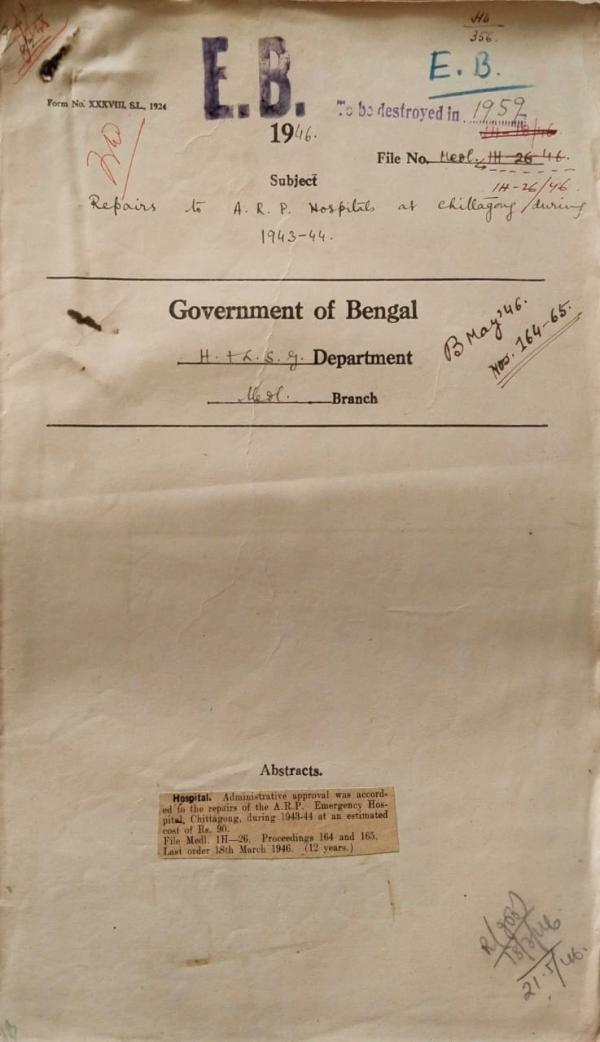 H6
356.
E.B.
E. B.
Form No. XXXVIII, S.L., 1924
To be destroyed in 1959
1946.
File No. Medl. 1H 26 46.
1H-26/46
Subject
Repairs to A. R. P. Hospitals at Chittagong during
1943-44.
Government of Bengal
B May '46.
Nos. 164-65.
H. + L. S. G. Department
Medl. Branch
Abstracts.
Hospital. Administrative approval was accord-
ed to the repairs of the A.R.P. Emergency Hos-
pital, Chittagong, during 1943-44 at an estimated
cost of Rs. 90.
File Medl. 1H—26. Proceedings 164 and 165.
Last order 18th March 1946. (12 years.)
21.5/46.